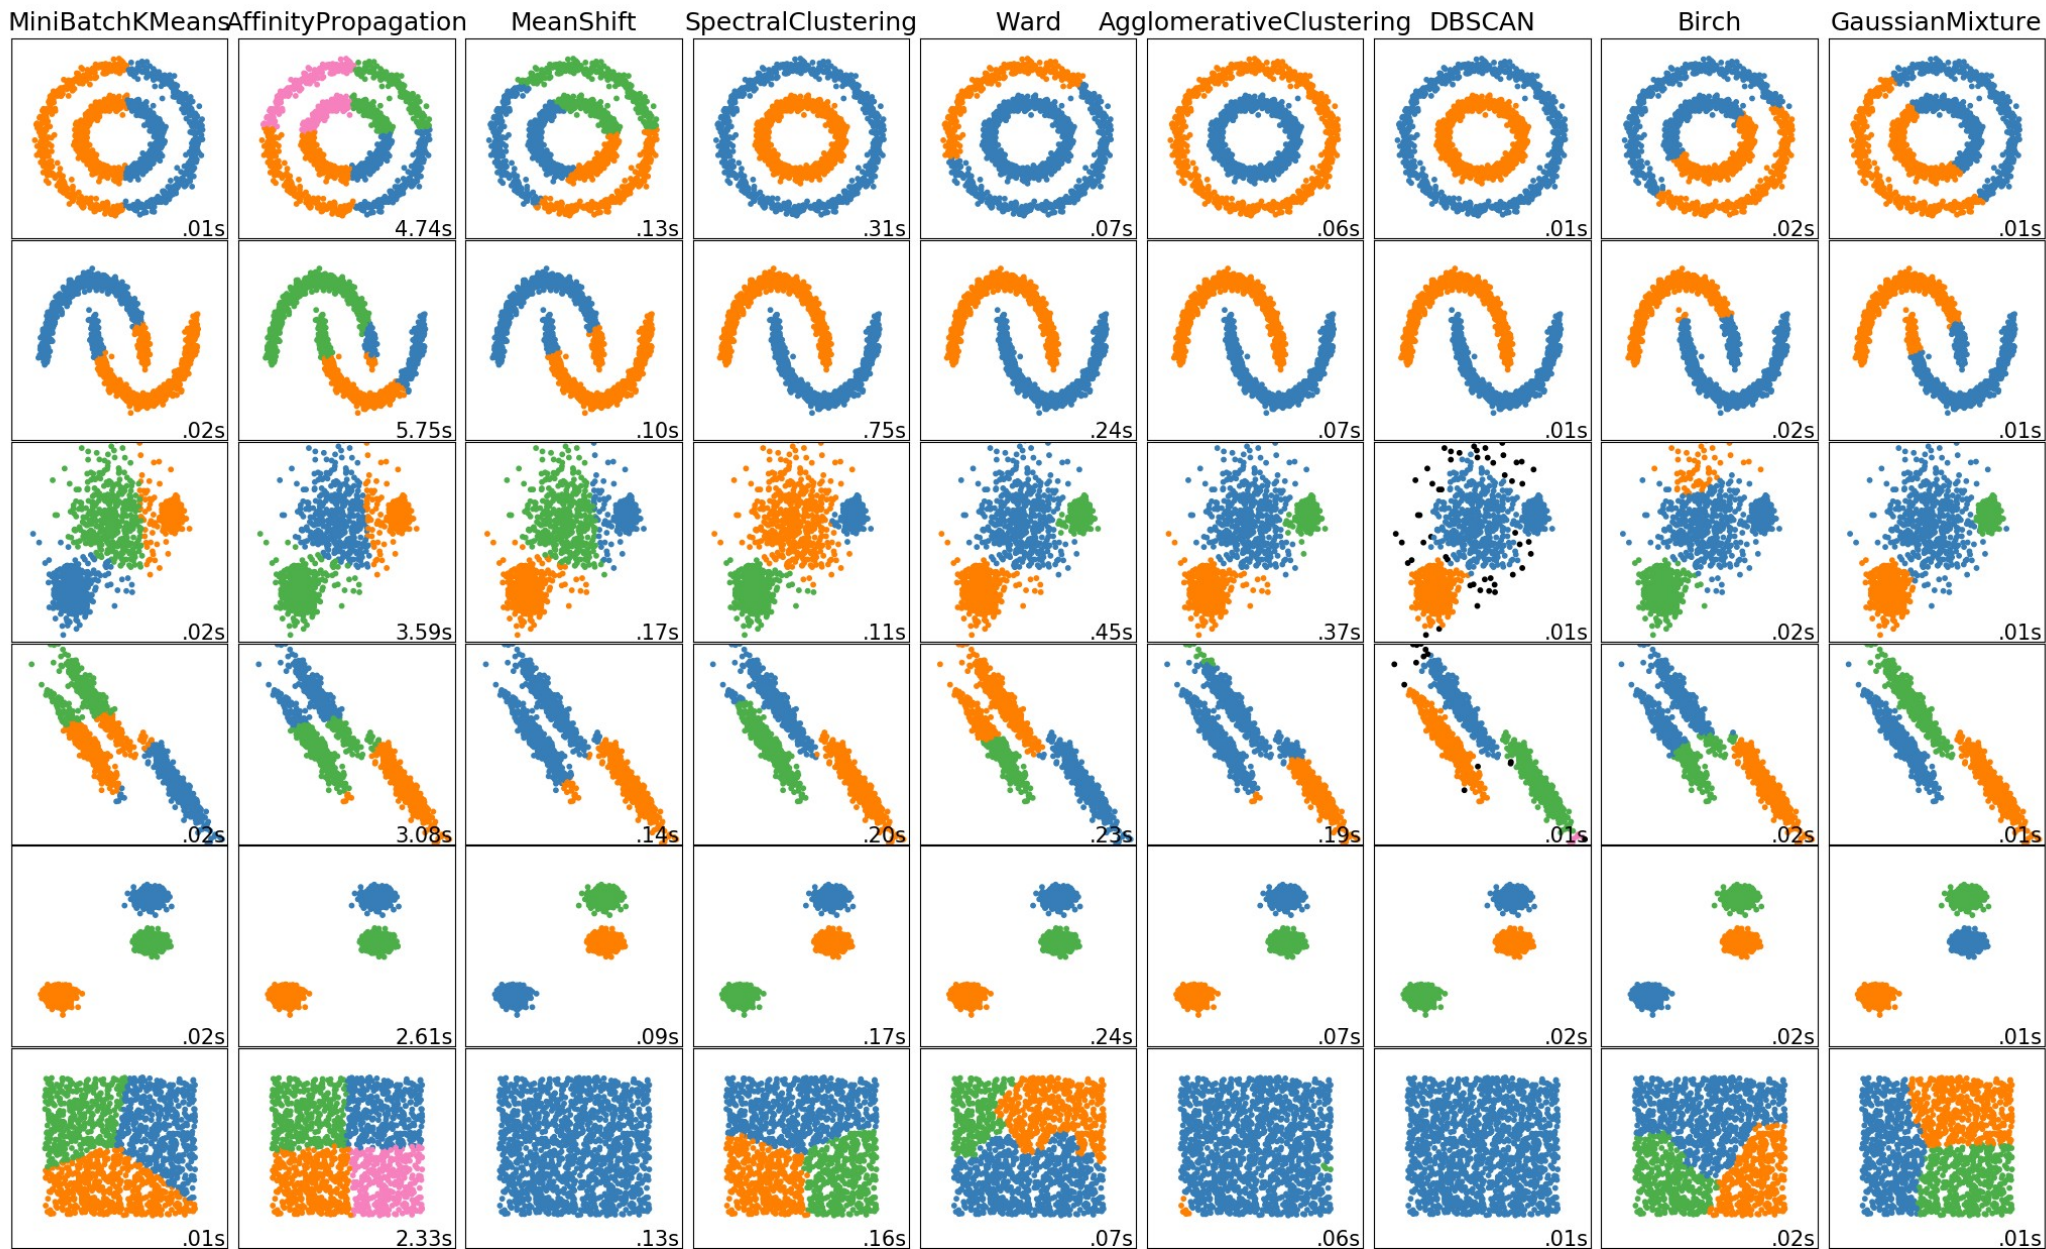 MiniBatchKMeans AffinityPropagation MeanShift SpectralClustering Ward AgglomerativeClustering DBSCAN Birch GaussianMixture
.01s 4.74s .13s .31s .07s .06s .01s .02s .01s
.02s 5.75s .10s .75s .24s .07s .01s .02s .01s
.02s 3.59s .17s .11s .45s .37s .01s .02s .01s
.02s 3.08s .14s .20s .23s .19s .01s .02s .01s
.02s 2.61s .09s .17s .24s .07s .02s .02s .01s
.01s 2.33s .13s .16s .07s .06s .01s .02s .01s